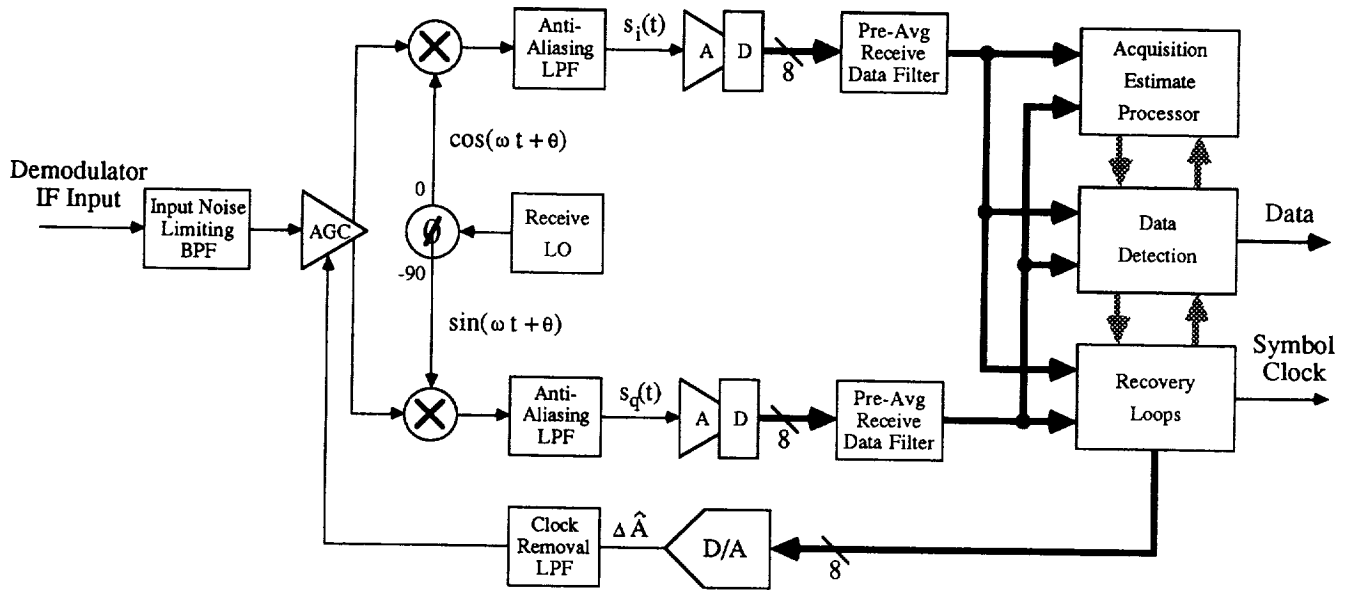 Anti-
Aliasing
LPF
s_i(t)
A
D
8
Pre-Avg
Receive
Data Filter
Acquisition
Estimate
Processor
cos(ω t + θ)
Demodulator
IF Input
Input Noise
Limiting
BPF
AGC
0
ø
-90
Receive
LO
Data
Detection
Data
sin(ω t + θ)
Anti-
Aliasing
LPF
s_q(t)
A
D
8
Pre-Avg
Receive
Data Filter
Recovery
Loops
Symbol
Clock
Clock
Removal
LPF
Δ Â
D/A
8